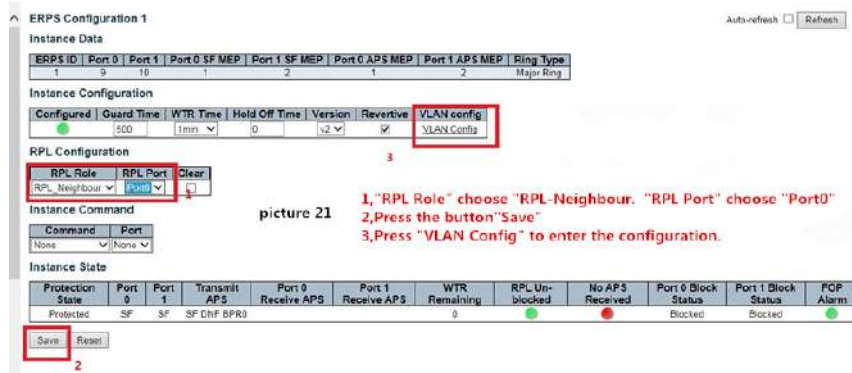 ERPS Configuration 1
Auto-refresh Refresh
Instance Data
ERPS ID Port 0 Port 1 Port 0 SF MEP Port 1 SF MEP Port 0 APS MEP Port 1 APS MEP Ring Type
1 9 10 1 2 1 2 Major Ring
Instance Configuration
Configured Guard Time WTR Time Hold Off Time Version Revertive VLAN config
500 1min 0 v2 VLAN Config
3
RPL Configuration
RPL Role RPL Port Clear
RPL_Neighbour Port0
1
1,"RPL Role" choose "RPL-Neighbour. "RPL Port" choose "Port0"
Instance Command
picture 21
2,Press the button"Save"
Command Port
3,Press "VLAN Config" to enter the configuration.
None None
Instance State
Protection State Port 0 Port 1 Transmit APS Port 0 Receive APS Port 1 Receive APS WTR Remaining RPL Un-blocked No APS Received Port 0 Block Status Port 1 Block Status FOP Alarm
Protected SF SF SF DNF BPR0 0 Blocked Blocked
Save Reset
2